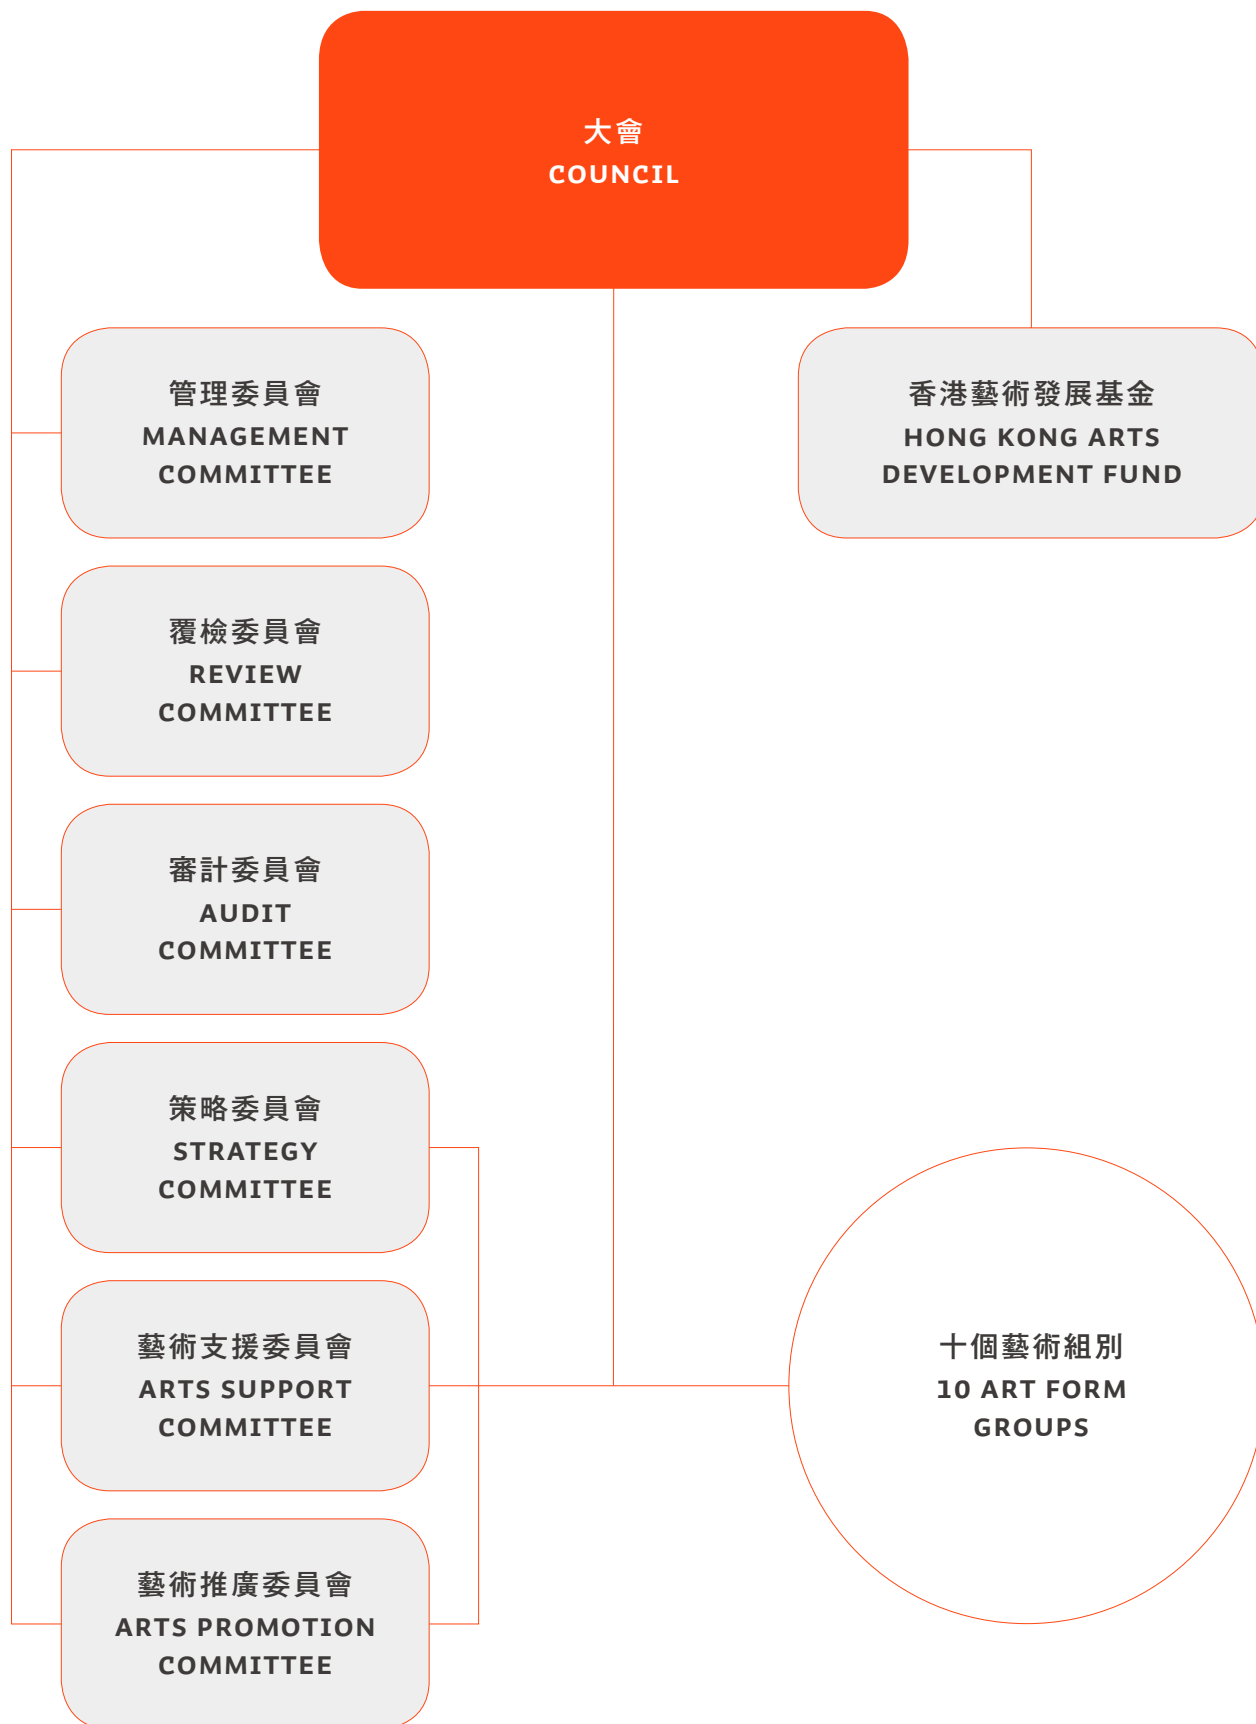 大會
COUNCIL
管理委員會
MANAGEMENT
COMMITTEE
香港藝術發展基金
HONG KONG ARTS
DEVELOPMENT FUND
覆檢委員會
REVIEW
COMMITTEE
審計委員會
AUDIT
COMMITTEE
策略委員會
STRATEGY
COMMITTEE
藝術支援委員會
ARTS SUPPORT
COMMITTEE
十個藝術組別
10 ART FORM
GROUPS
藝術推廣委員會
ARTS PROMOTION
COMMITTEE